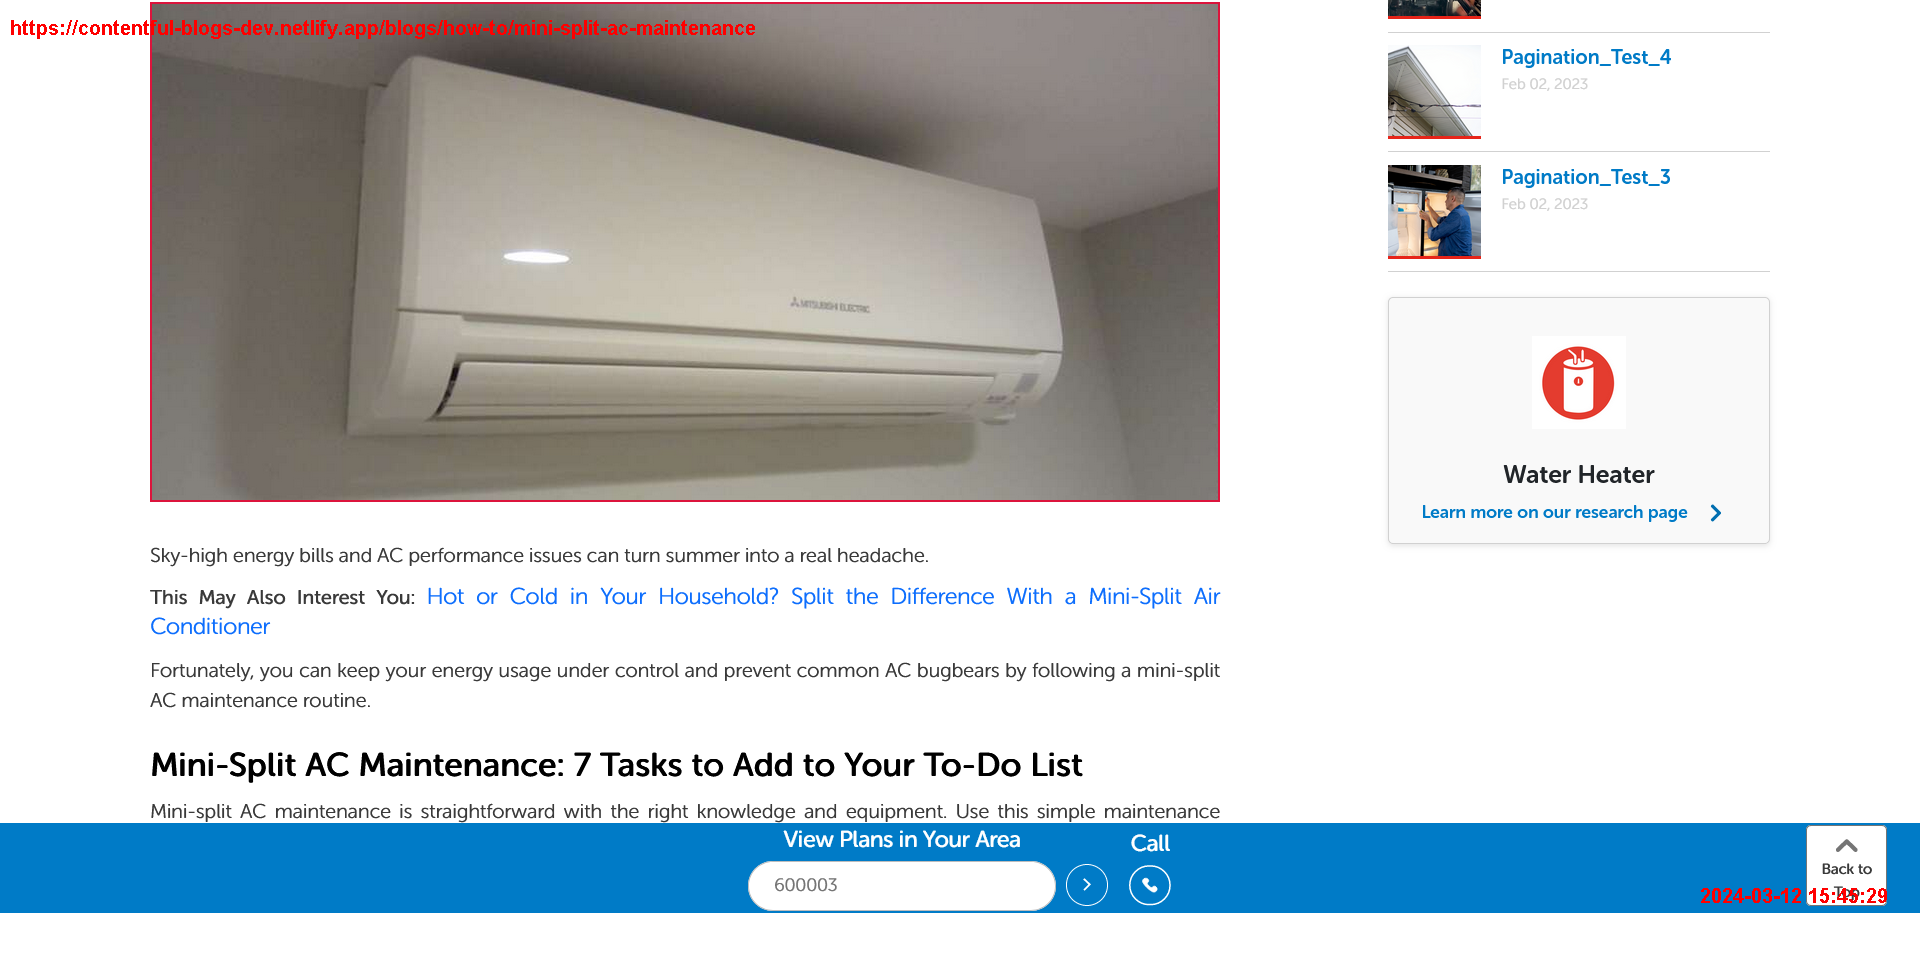 https://contentful-blogs-dev.netlify.app/blogs/how-to/mini-split-ac-maintenance
MITSUBISHI ELECTRIC
Sky-high energy bills and AC performance issues can turn summer into a real headache.
This May Also Interest You: Hot or Cold in Your Household? Split the Difference With a Mini-Split Air
Conditioner
Fortunately, you can keep your energy usage under control and prevent common AC bugbears by following a mini-split
AC maintenance routine.
Mini-Split AC Maintenance: 7 Tasks to Add to Your To-Do List
Mini-split AC maintenance is straightforward with the right knowledge and equipment. Use this simple maintenance
Pagination_Test_4
Feb 02, 2023
Pagination_Test_3
Feb 02, 2023
Water Heater
Learn more on our research page
View Plans in Your Area
600003
Call
Back to
Top
2024-03-12 15:45:29